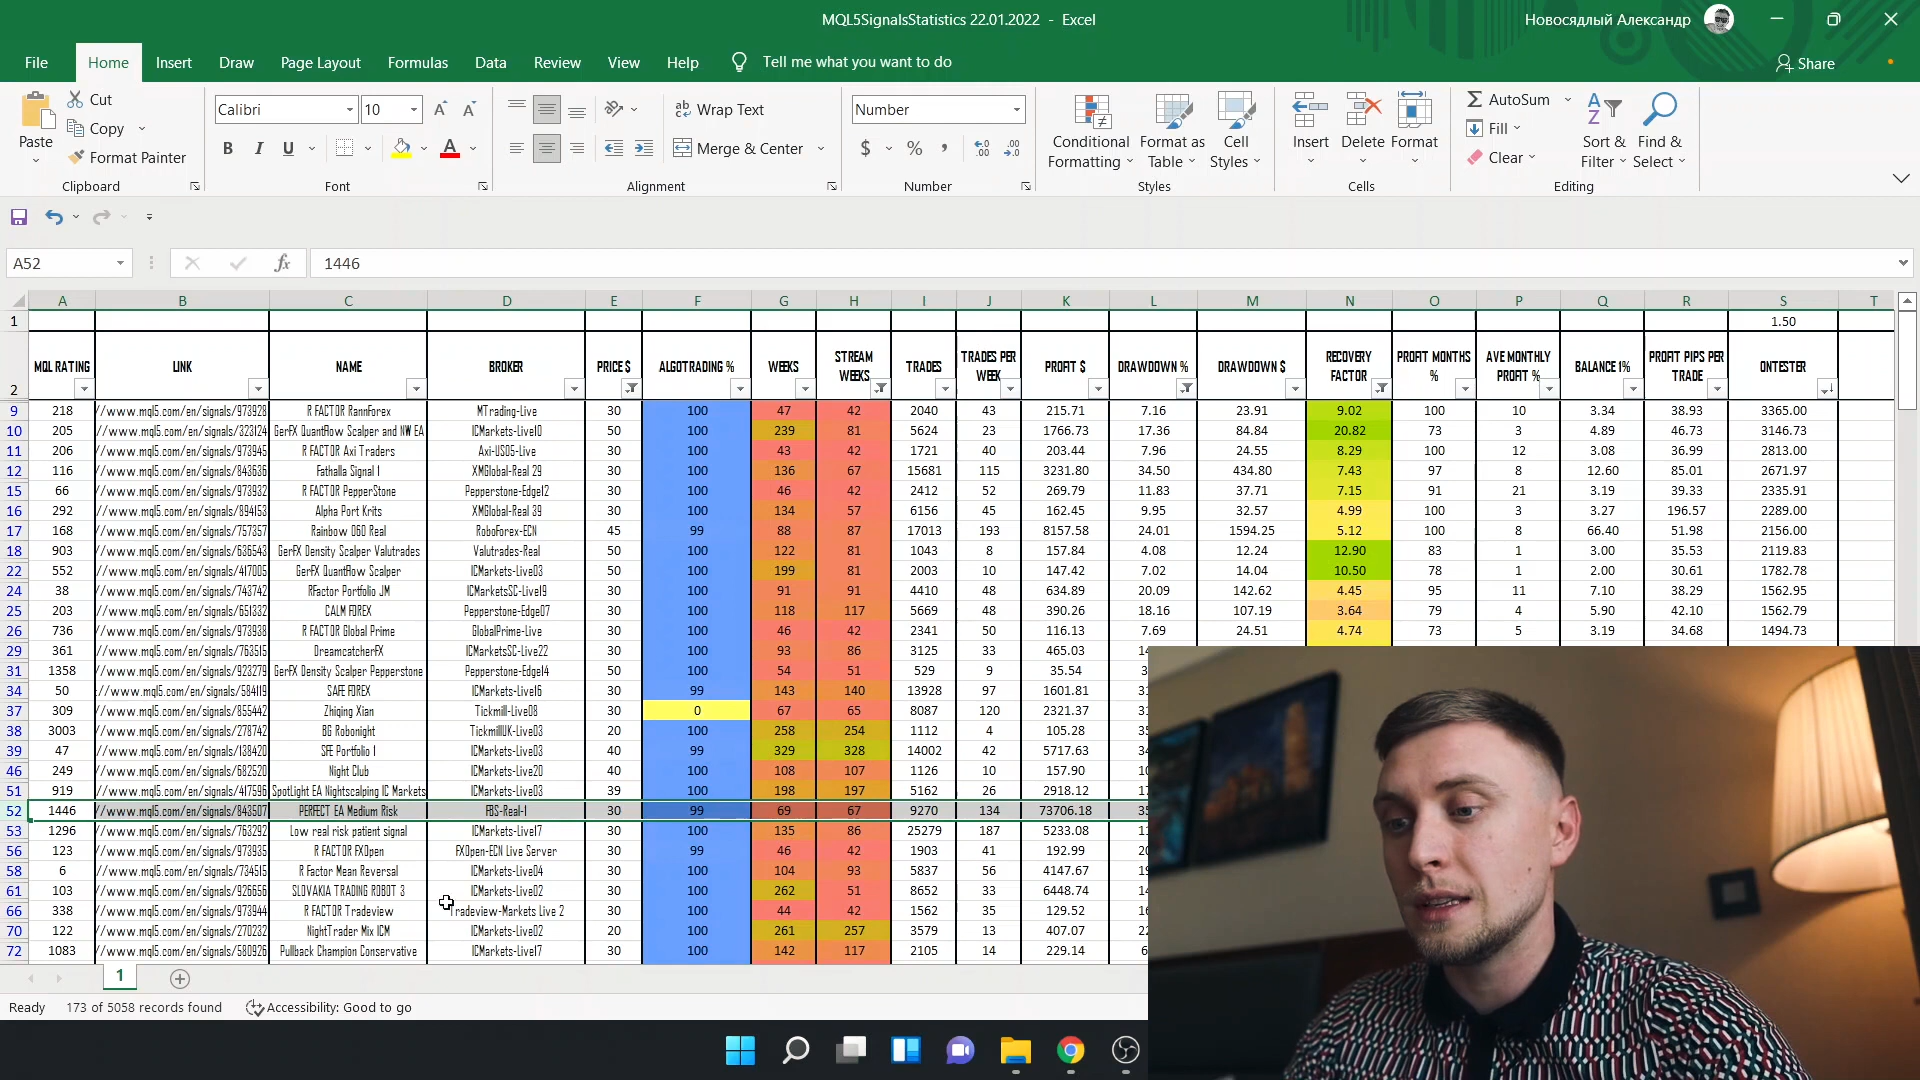 MQL5SignalsStatistics 22.01.2022 - Excel
Новосядлый Александр
File Home Insert Draw Page Layout Formulas Data Review View Help Tell me what you want to do Share
Paste Cut Copy Format Painter Clipboard
Calibri 10 B I U Font
Wrap Text Merge & Center Alignment
Number $ % Number
Conditional Formatting Format as Table Cell Styles Styles
Insert Delete Format Cells
AutoSum Fill Clear Sort & Filter Find & Select Editing
A52 fx 1446
A B C D E F G H I J K L M N O P Q R S T
1 1.50
2 MQL RATING LINK NAME BROKER PRICE $ ALGOTRADING % WEEKS STREAM WEEKS TRADES TRADES PER WEEK PROFIT $ DRAWDOWN % DRAWDOWN $ RECOVERY FACTOR PROFIT MONTHS % AVE MONTHLY PROFIT % BALANCE 1% PROFIT PIPS PER TRADE ONTESTER
9 218 //www.mql5.com/en/signals/973928 R FACTOR RannForex MTrading-Live 30 100 47 42 2040 43 215.71 7.16 23.91 9.02 100 10 3.34 38.93 3365.00
10 205 //www.mql5.com/en/signals/323124 GerFX QuantFlow Scalper and NW EA ICMarkets-Live10 50 100 239 81 5624 23 1766.73 17.36 84.84 20.82 73 3 4.89 46.73 3146.73
11 206 //www.mql5.com/en/signals/973945 R FACTOR Axi Traders Axi-US05-Live 30 100 43 42 1721 40 203.44 7.96 24.55 8.29 100 12 3.08 36.99 2813.00
12 116 //www.mql5.com/en/signals/843636 Fathalla Signal 1 XMGlobal-Real 29 30 100 136 67 15681 115 3231.80 34.50 434.80 7.43 97 8 12.60 85.01 2671.97
15 66 //www.mql5.com/en/signals/973932 R FACTOR PepperStone Pepperstone-Edge12 30 100 46 42 2412 52 269.79 11.83 37.71 7.15 91 21 3.19 39.33 2335.91
16 292 //www.mql5.com/en/signals/894153 Alpha Port Krits XMGlobal-Real 39 30 100 134 57 6156 45 162.45 9.95 32.57 4.99 100 3 3.27 196.57 2289.00
17 168 //www.mql5.com/en/signals/757357 Rainbow 060 Real RoboForex-ECN 45 99 88 87 17013 193 8157.58 24.01 1594.25 5.12 100 8 66.40 51.98 2156.00
18 903 //www.mql5.com/en/signals/636543 GerFX Density Scalper Valutrades Valutrades-Real 50 100 122 81 1043 8 157.84 4.08 12.24 12.90 83 1 3.00 35.53 2119.83
22 552 //www.mql5.com/en/signals/417005 GerFX QuantFlow Scalper ICMarkets-Live03 50 100 199 81 2003 10 147.42 7.02 14.04 10.50 78 1 2.00 30.61 1782.78
24 38 //www.mql5.com/en/signals/743742 RFactor Portfolio JM ICMarketsSC-Live19 30 100 91 91 4410 48 634.89 20.09 142.62 4.45 95 11 7.10 38.29 1562.95
25 203 //www.mql5.com/en/signals/651332 CALM FOREX Pepperstone-Edge07 30 100 118 117 5669 48 390.26 18.16 107.19 3.64 79 4 5.90 42.10 1562.79
26 736 //www.mql5.com/en/signals/973938 R FACTOR Global Prime GlobalPrime-Live 30 100 46 42 2341 50 116.13 7.69 24.51 4.74 73 5 3.19 34.68 1494.73
29 361 //www.mql5.com/en/signals/763515 DreamcatcherFX ICMarketsSC-Live22 30 100 93 86 3125 33 465.03
31 1358 //www.mql5.com/en/signals/923279 GerFX Density Scalper Pepperstone Pepperstone-Edge14 50 100 54 51 529 9 35.54
34 50 ://www.mql5.com/en/signals/584119 SAFE FOREX ICMarkets-Live16 30 99 143 140 13928 97 1601.81
37 309 //www.mql5.com/en/signals/855442 Zhiqing Xian Tickmill-Live08 30 0 67 65 8087 120 2321.37
38 3003 //www.mql5.com/en/signals/278742 BG Robonight TickmillUK-Live03 20 100 258 254 1112 4 105.28
39 47 //www.mql5.com/en/signals/138420 SFE Portfolio 1 ICMarkets-Live03 40 99 329 328 14002 42 5717.63
46 249 //www.mql5.com/en/signals/682520 Night Club ICMarkets-Live20 40 100 108 107 1126 10 157.90
51 919 //www.mql5.com/en/signals/417596 SpotLight EA Nightscalping IC Markets ICMarkets-Live03 39 100 198 197 5162 26 2918.12
52 1446 //www.mql5.com/en/signals/843507 PERFECT EA Medium Risk FBS-Real-1 30 99 69 67 9270 134 73706.18
53 1296 //www.mql5.com/en/signals/763292 Low real risk patient signal ICMarkets-Live17 30 100 135 86 25279 187 5233.08
56 123 //www.mql5.com/en/signals/973935 R FACTOR FXOpen FXOpen-ECN Live Server 30 99 46 42 1903 41 192.99
58 6 //www.mql5.com/en/signals/734515 R Factor Mean Reversal ICMarkets-Live04 30 100 104 93 5837 56 4147.67
61 103 //www.mql5.com/en/signals/926656 SLOVAKIA TRADING ROBOT 3 ICMarkets-Live02 30 100 262 51 8652 33 6448.74
66 338 //www.mql5.com/en/signals/973944 R FACTOR Tradeview Tradeview-Markets Live 2 30 100 44 42 1562 35 129.52
70 122 //www.mql5.com/en/signals/270232 NightTrader Mix ICM ICMarkets-Live02 20 100 261 257 3579 13 407.07
72 1083 //www.mql5.com/en/signals/580926 Pullback Champion Conservative ICMarkets-Live17 30 100 142 117 2105 14 229.14
1
Ready 173 of 5058 records found Accessibility: Good to go